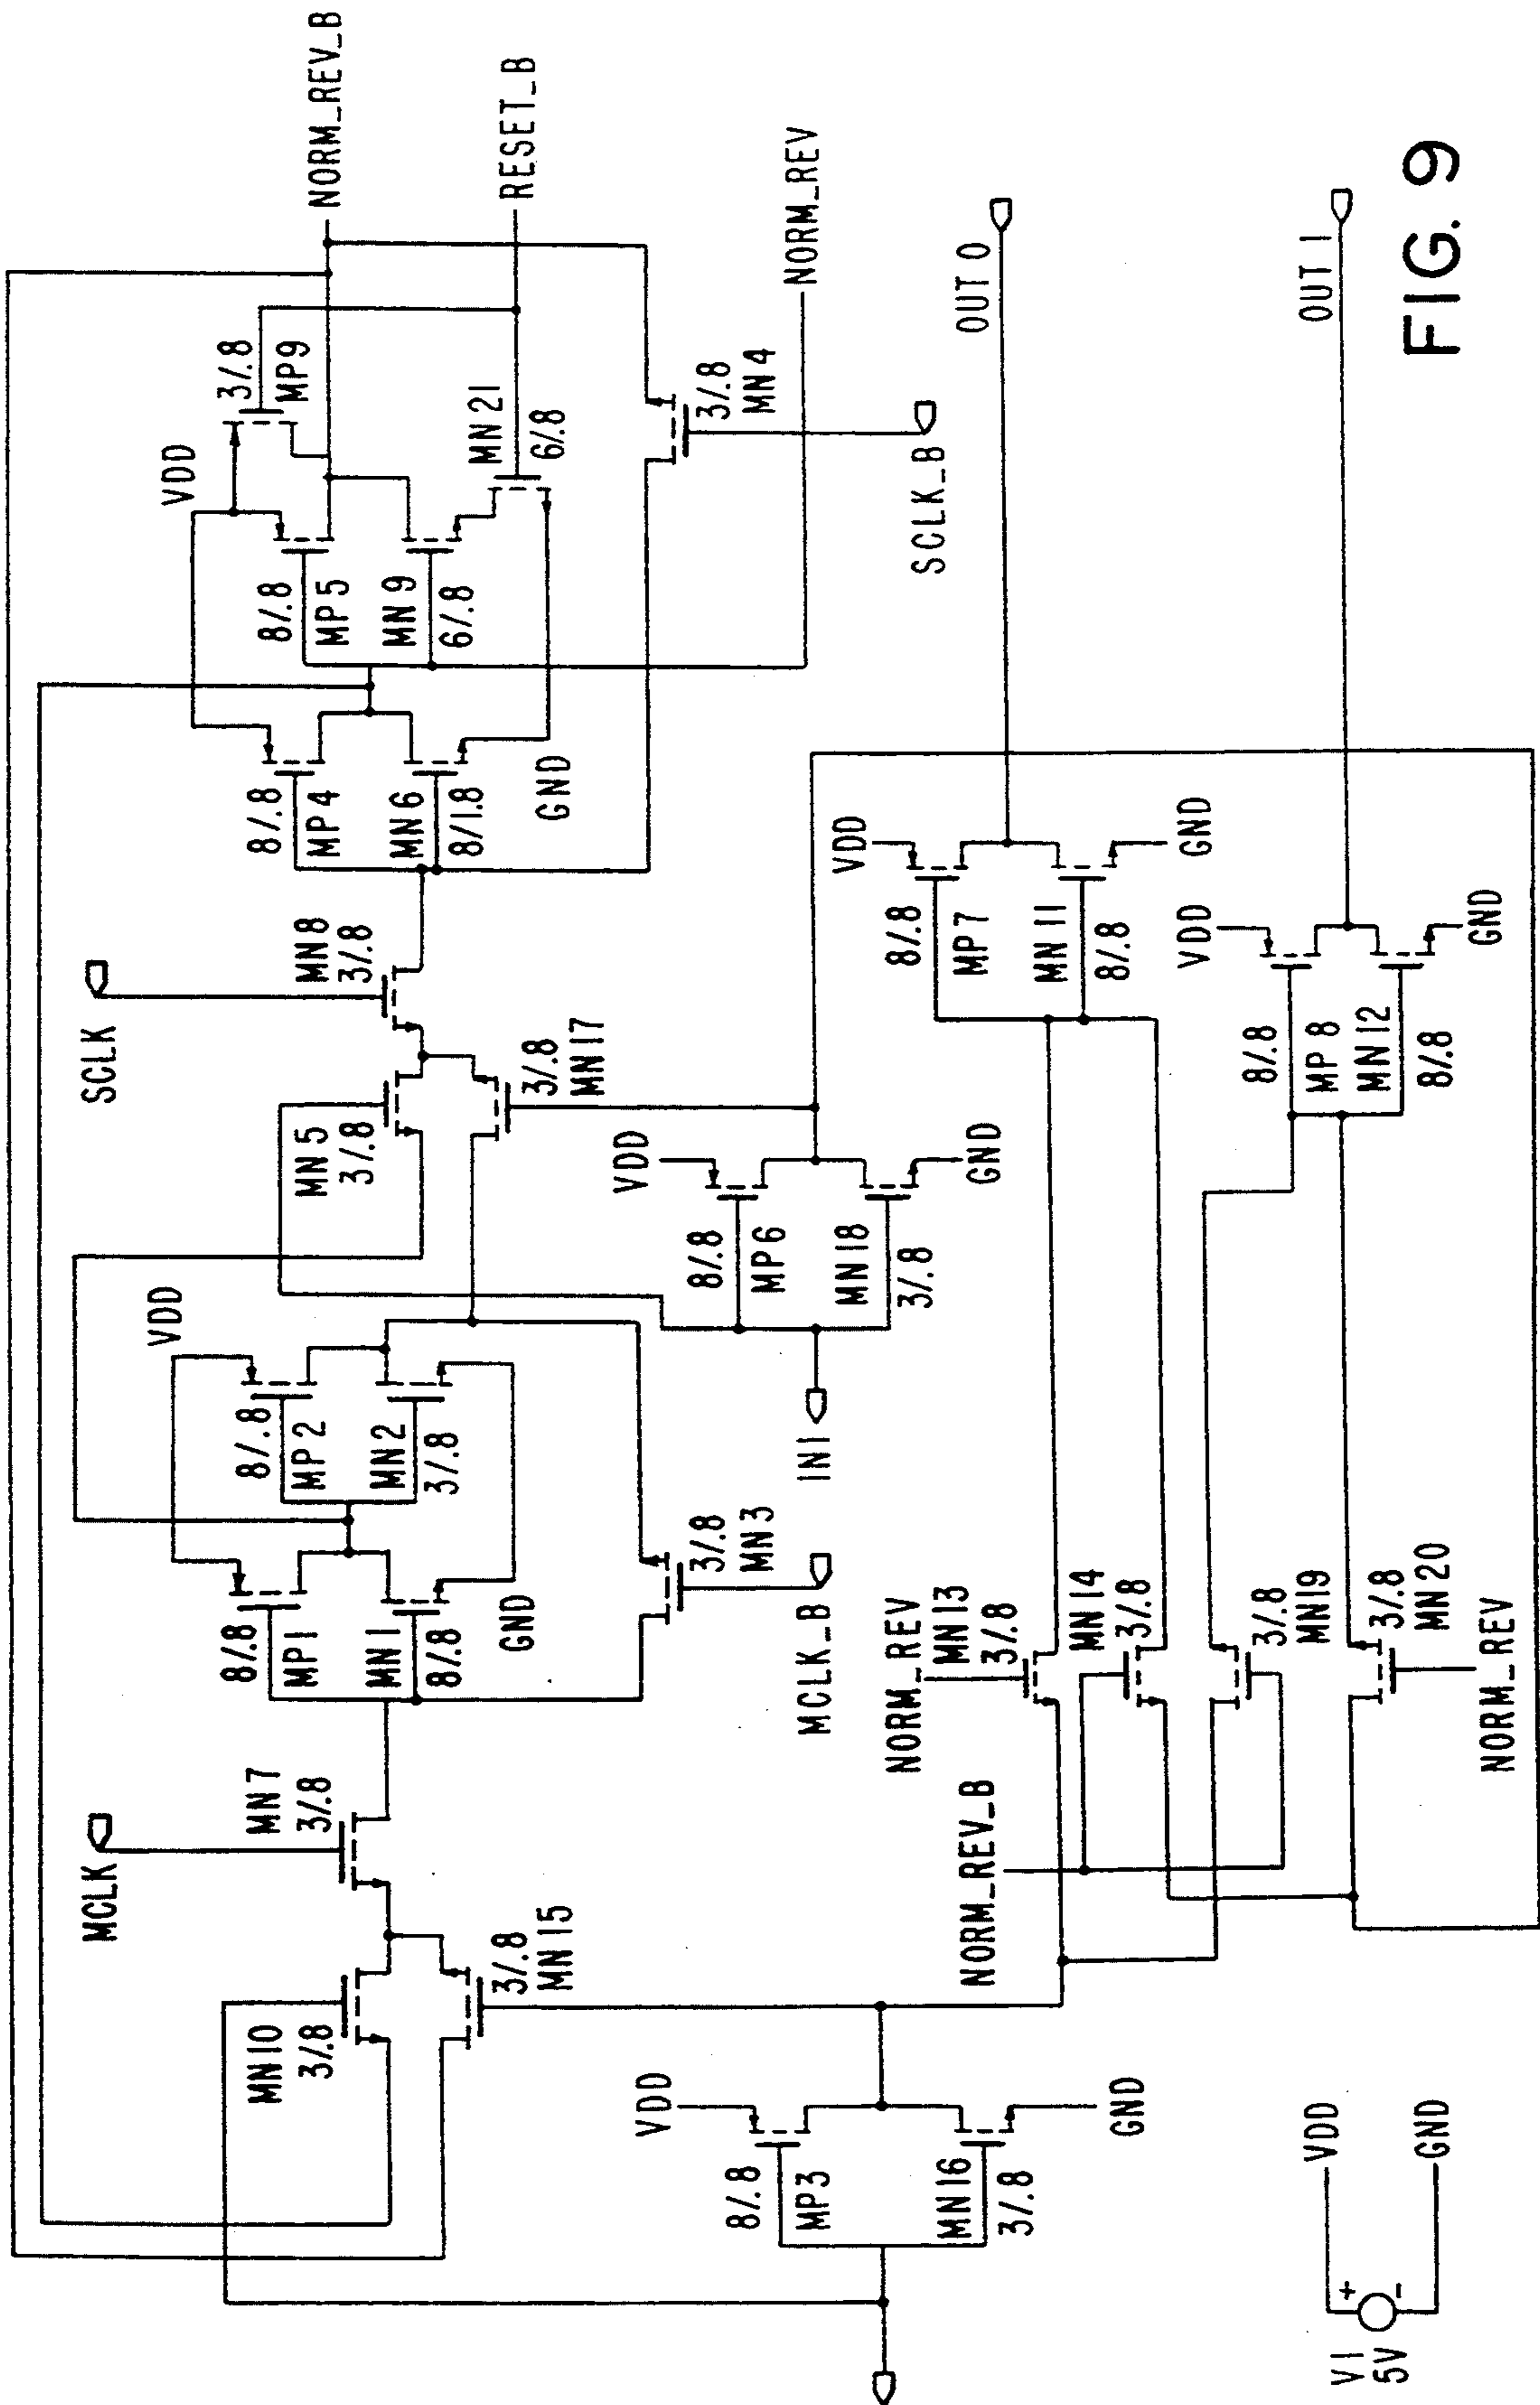 MCLK
SCLK
VDD
NORM_REV_B
RESET_B
NORM_REV
MN10
3/.8
3/.8
MN15
MN7
3/.8
8/.8
MP1
MN1
8/.8
GND
8/.8
MP2
MN2
3/.8
VDD
3/.8
MN3
MCLK_B
MN5
3/.8
3/.8
MN17
MN8
3/.8
8/.8
MP4
MN6
8/1.8
GND
8/.8
MP5
MN9
6/.8
3/.8
MP9
MN21
6/.8
3/.8
MN4
SCLK_B
VDD
8/.8
MP3
MN16
3/.8
GND
IN1
VDD
8/.8
MP6
MN18
3/.8
GND
NORM_REV
MN13
3/.8
NORM_REV_B
MN14
3/.8
3/.8
MN19
3/.8
MN20
NORM_REV
VDD
8/.8
MP7
MN11
8/.8
GND
OUT 0
VDD
8/.8
MP8
MN12
8/.8
GND
OUT 1
V1
5V
+
-
VDD
GND
FIG. 9